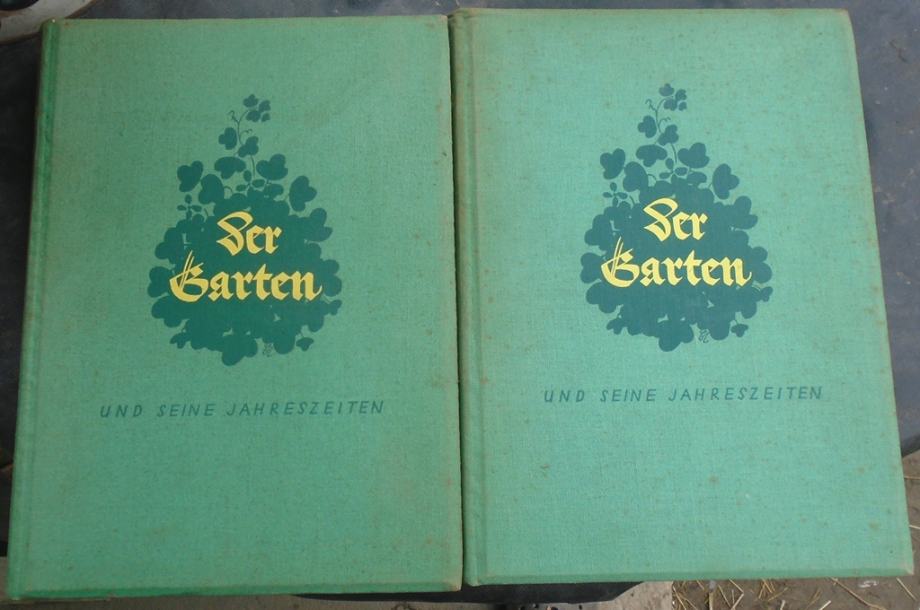 Der
Garten
UND SEINE JAHRESZEITEN
Der
Garten
UND SEINE JAHRESZEITEN